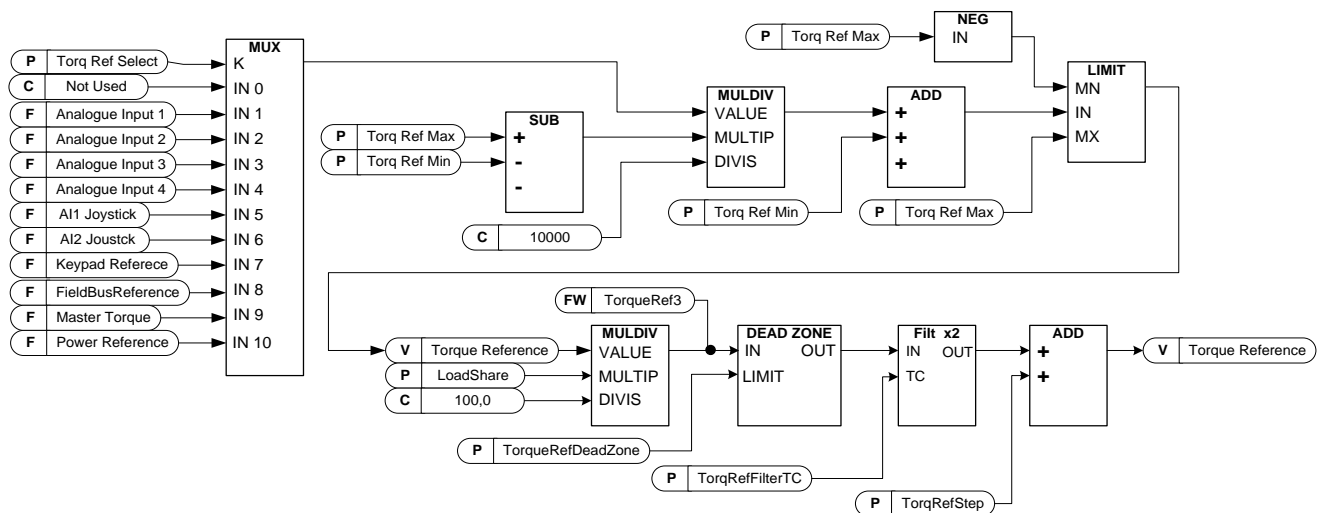 NEG
P Torq Ref Max
IN
MUX
P Torq Ref Select
K
C Not Used
IN 0
F Analogue Input 1
IN 1
F Analogue Input 2
IN 2
F Analogue Input 3
IN 3
F Analogue Input 4
IN 4
F AI1 Joystick
IN 5
F AI2 Joustck
IN 6
F Keypad Referece
IN 7
F FieldBusReference
IN 8
F Master Torque
IN 9
F Power Reference
IN 10
SUB
P Torq Ref Max
+
P Torq Ref Min
-
-
C 10000
MULDIV
VALUE
MULTIP
DIVIS
ADD
+
+
+
P Torq Ref Min
P Torq Ref Max
LIMIT
MN
IN
MX
FW TorqueRef3
V Torque Reference
P LoadShare
C 100,0
MULDIV
VALUE
MULTIP
DIVIS
DEAD ZONE
IN OUT
LIMIT
P TorqueRefDeadZone
Filt x2
IN OUT
TC
P TorqRefFilterTC
ADD
+
+
P TorqRefStep
V Torque Reference